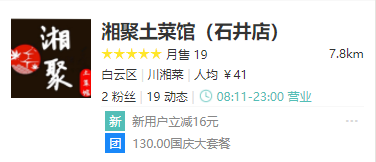 湘聚
土菜馆
湘聚土菜馆（石井店）
月售 19
7.8km
白云区 | 川湘菜 | 人均 ¥41
2 粉丝 | 19 动态 | 08:11-23:00 营业
新 新用户立减16元 ...
团 130.00国庆大套餐